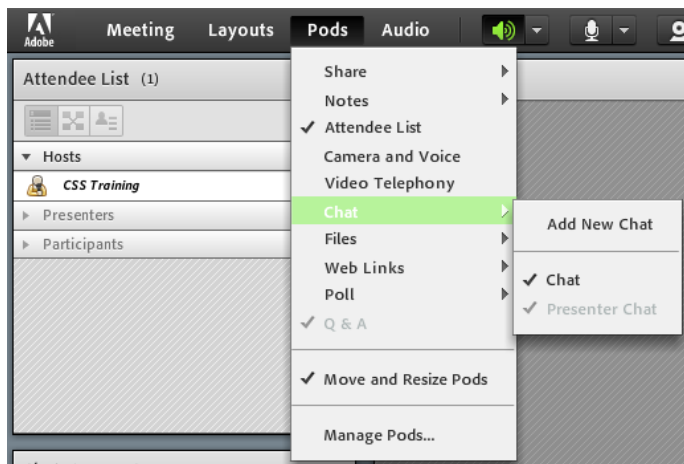 Adobe
Meeting Layouts Pods Audio
Attendee List (1)
Hosts
CSS Training
Presenters
Participants
Share
Notes
Attendee List
Camera and Voice
Video Telephony
Chat
Files
Web Links
Poll
Q & A
Move and Resize Pods
Manage Pods...
Add New Chat
Chat
Presenter Chat